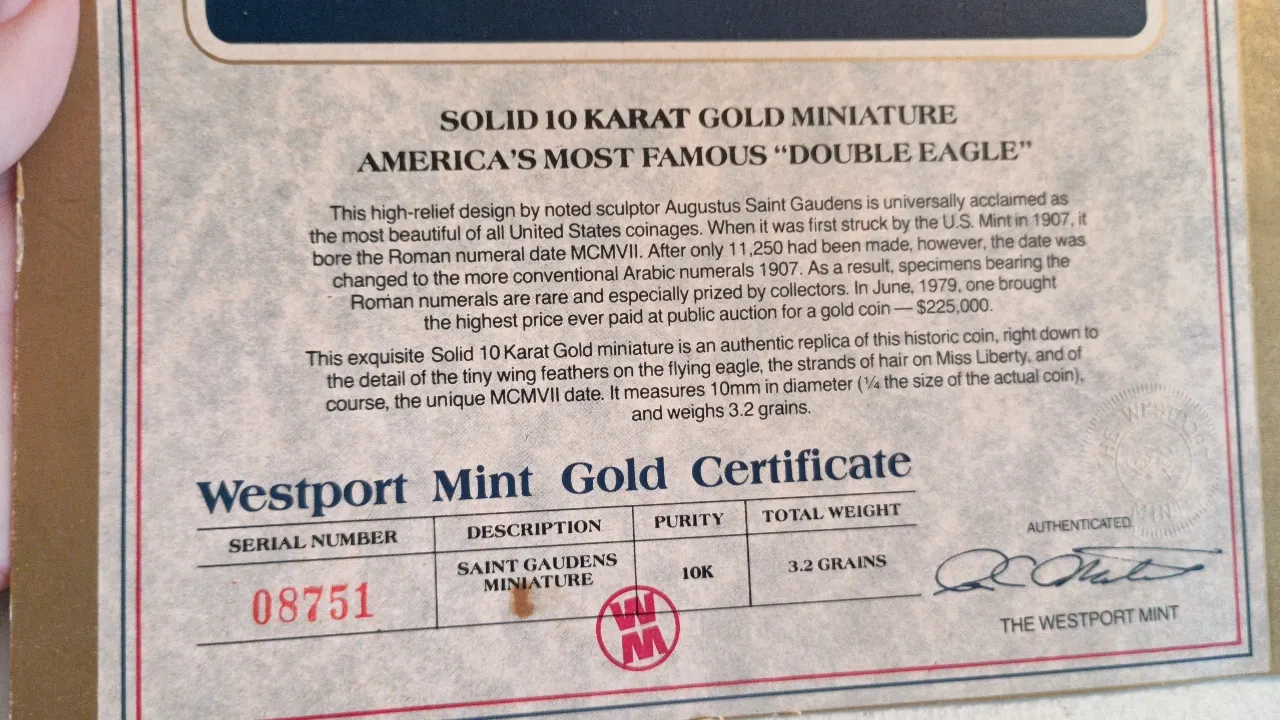 SOLID 10 KARAT GOLD MINIATURE
AMERICA'S MOST FAMOUS “DOUBLE EAGLE”
This high-relief design by noted sculptor Augustus Saint Gaudens is universally acclaimed as
the most beautiful of all United States coinages. When it was first struck by the U.S. Mint in 1907, it
bore the Roman numeral date MCMVII. After only 11,250 had been made, however, the date was
changed to the more conventional Arabic numerals 1907. As a result, specimens bearing the
Roman numerals are rare and especially prized by collectors. In June, 1979, one brought
the highest price ever paid at public auction for a gold coin — $225,000.
This exquisite Solid 10 Karat Gold miniature is an authentic replica of this historic coin, right down to
the detail of the tiny wing feathers on the flying eagle, the strands of hair on Miss Liberty, and of
course, the unique MCMVII date. It measures 10mm in diameter (¼ the size of the actual coin),
and weighs 3.2 grains.
Westport Mint Gold Certificate
SERIAL NUMBER DESCRIPTION PURITY TOTAL WEIGHT
08751 SAINT GAUDENS MINIATURE 10K 3.2 GRAINS
WM
THE WESTPORT MINT
AUTHENTICATED
THE WESTPORT MINT